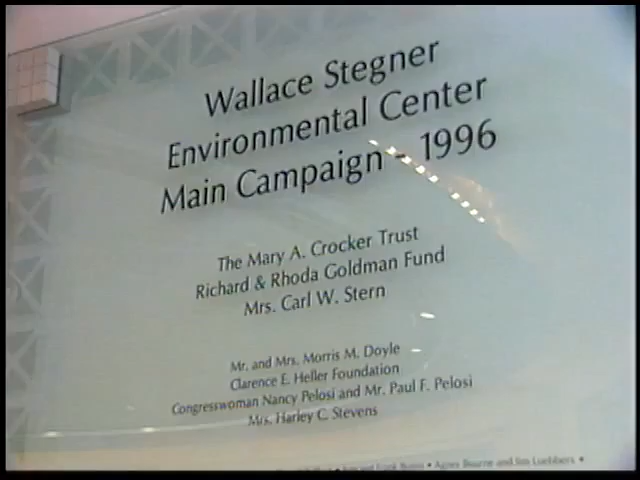 Wallace Stegner
Environmental Center
Main Campaign - 1996
The Mary A. Crocker Trust
Richard & Rhoda Goldman Fund
Mrs. Carl W. Stern
Mr. and Mrs. Morris M. Doyle
Clarence E. Heller Foundation
Congresswoman Nancy Pelosi and Mr. Paul F. Pelosi
Mrs. Harley C. Stevens
• Agnes Bourne and Jim Luebbers •